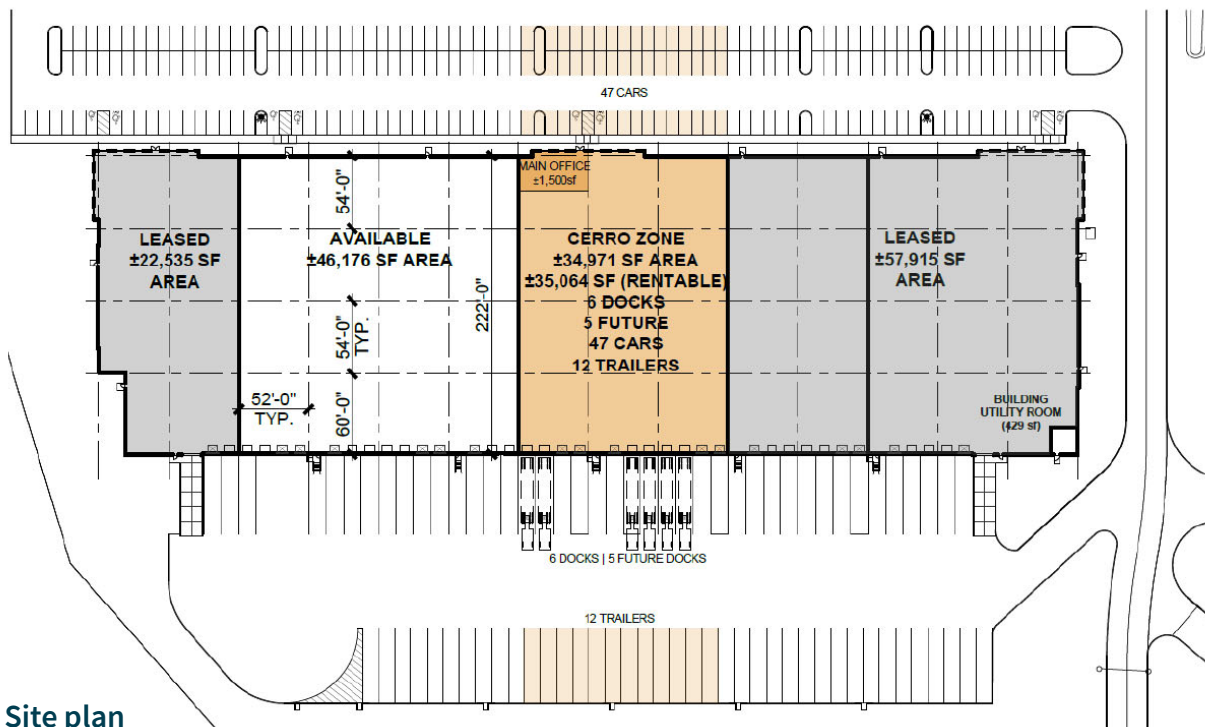 47 CARS
MAIN OFFICE
±1,500sf
54'-0"
LEASED
±22,535 SF
AREA
AVAILABLE
±46,176 SF AREA
CERRO ZONE
±34,971 SF AREA
±35,064 SF (RENTABLE)
6 DOCKS
5 FUTURE
47 CARS
12 TRAILERS
LEASED
±57,915 SF
AREA
222'-0"
54'-0"
TYP.
52'-0"
TYP.
60'-0"
BUILDING
UTILITY ROOM
(429 sf)
6 DOCKS | 5 FUTURE DOCKS
12 TRAILERS
Site plan